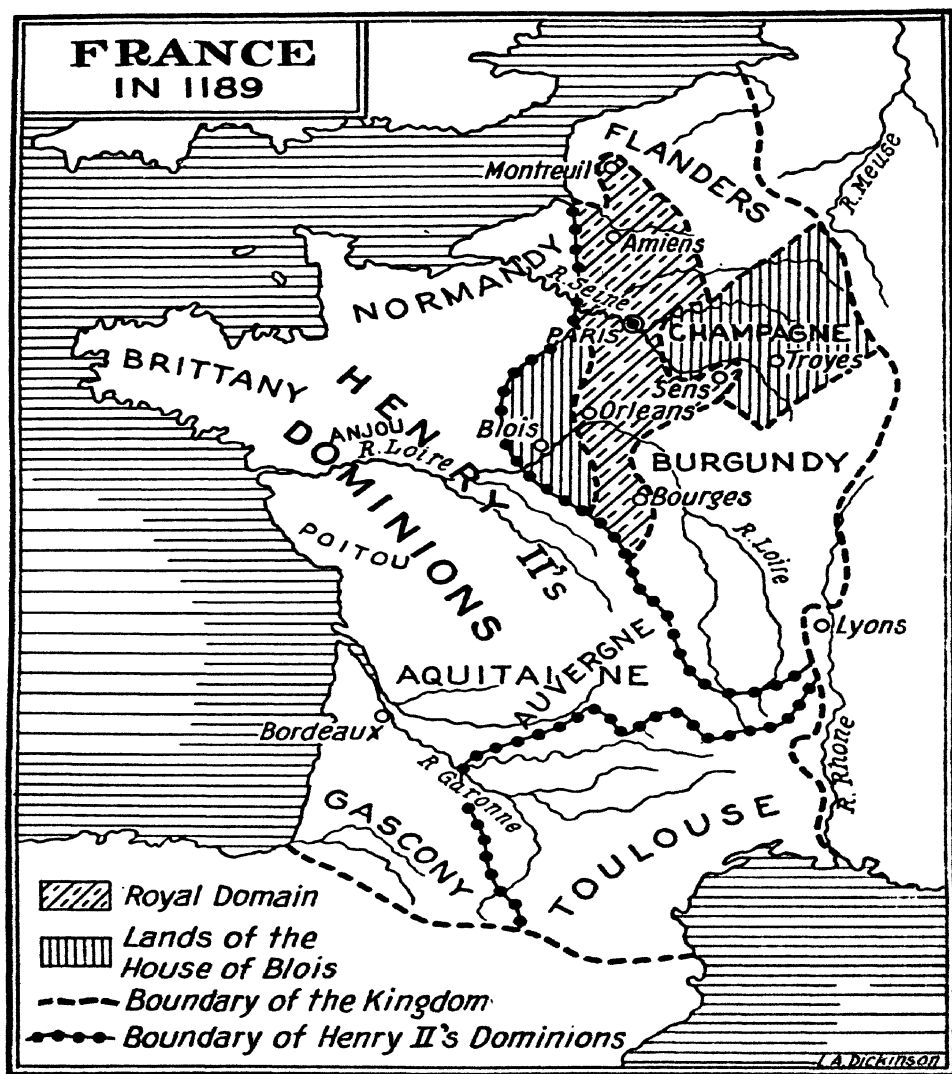 FRANCE
IN 1189
FLANDERS
Montreuil
R. Meuse
Amiens
NORMANDY
R. Seine
PARIS
CHAMPAGNE
Troyes
Sens
BRITTANY
HENRY II's
DOMINIONS
ANJOU
R. Loire
Blois
Orleans
BURGUNDY
Bourges
R. Loire
POITOU
Lyons
AQUITAINE
AUVERGNE
Bordeaux
R. Garonne
R. Rhone
GASCONY
TOULOUSE
Royal Domain
Lands of the
House of Blois
Boundary of the Kingdom
Boundary of Henry II's Dominions
L.A. Dickinson